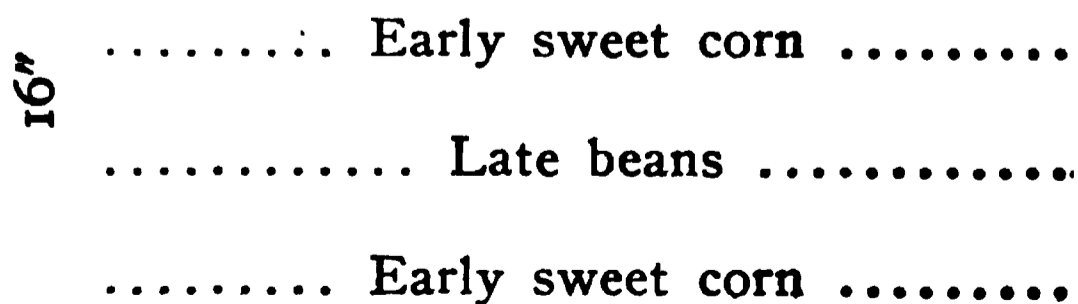 16"
......... Early sweet corn .........
............ Late beans ............
......... Early sweet corn .........